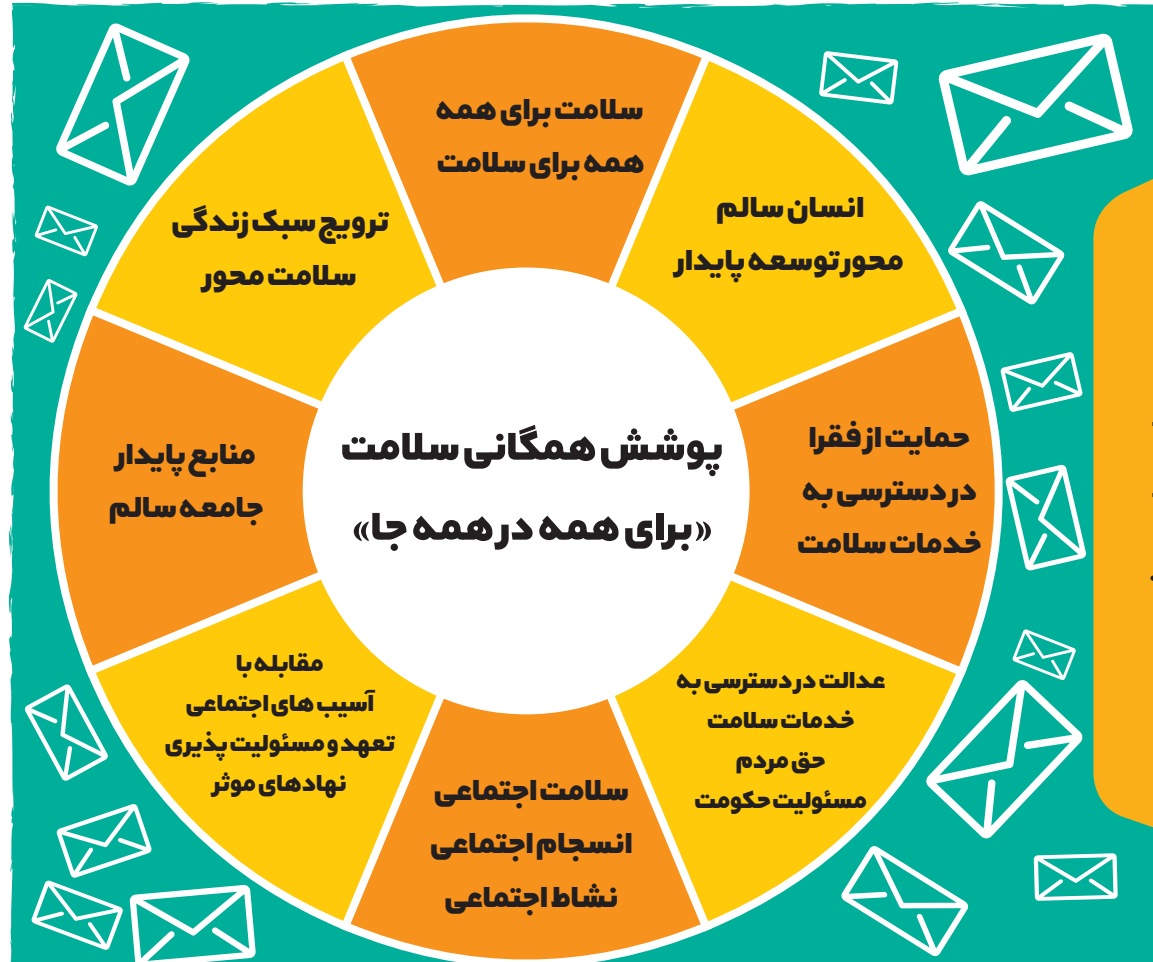 پوشش همگانی سلامت
«برای همه در همه جا»
سلامت برای همه
همه برای سلامت
انسان سالم
محور توسعه پایدار
حمایت از فقرا
در دسترسی به
خدمات سلامت
عدالت در دسترسی به
خدمات سلامت
حق مردم
مسئولیت حکومت
سلامت اجتماعی
انسجام اجتماعی
نشاط اجتماعی
مقابله با
آسیب های اجتماعی
تعهد و مسئولیت پذیری
نهادهای موثر
منابع پایدار
جامعه سالم
ترویج سبک زندگی
سلامت محور